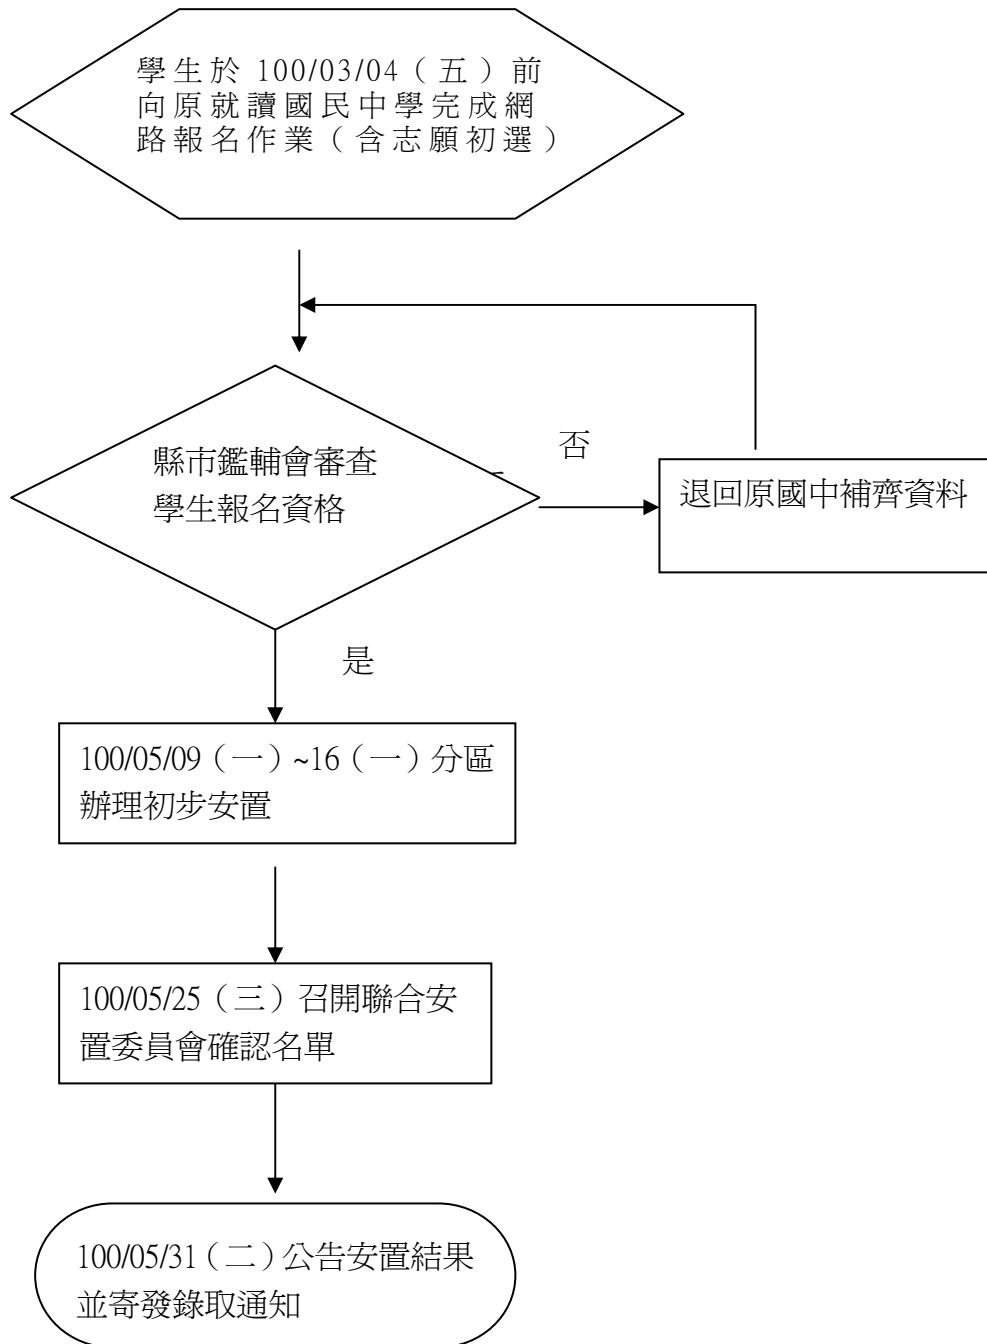 學生於 100/03/04（五）前
向原就讀國民中學完成網
路報名作業（含志願初選）
縣市鑑輔會審查
學生報名資格
否
退回原國中補齊資料
是
100/05/09（一）~16（一）分區
辦理初步安置
100/05/25（三）召開聯合安
置委員會確認名單
100/05/31（二）公告安置結果
並寄發錄取通知